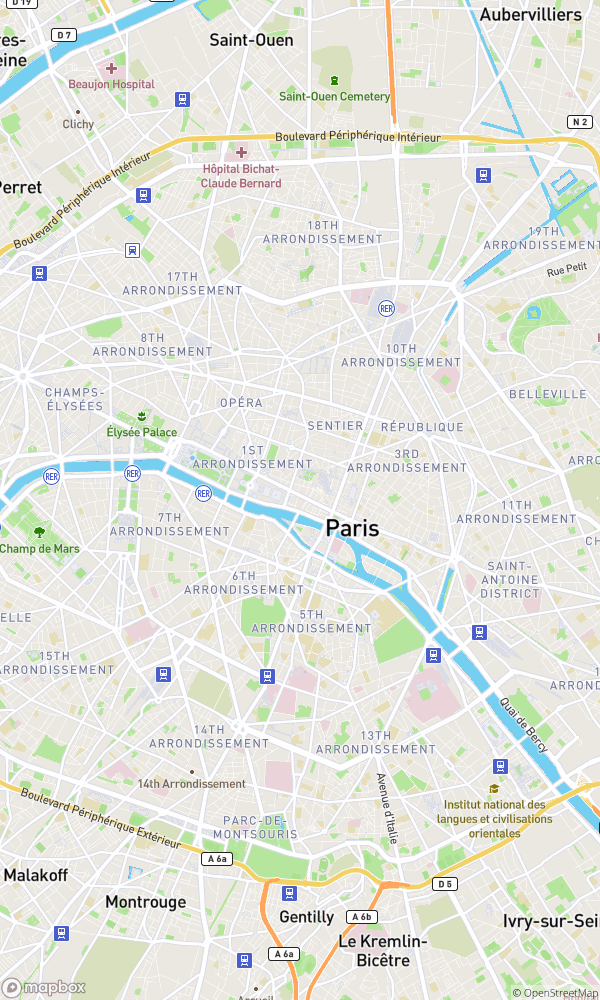 D 19
Aubervilliers
D 7
res-
eine
Saint-Ouen
Beaujon Hospital
Saint-Ouen Cemetery
Clichy
N 2
Boulevard Périphérique Intérieur
Hôpital Bichat-
Claude Bernard
Boulevard Périphérique Intérieur
Perret
18TH
ARRONDISSEMENT
19TH
ARRONDISSEMENT
Rue Petit
17TH
ARRONDISSEMENT
RER
8TH
ARRONDISSEMENT
10TH
ARRONDISSEMENT
CHAMPS-
ÉLYSÉES
OPÉRA
BELLEVILLE
Élysée Palace
SENTIER
RÉPUBLIQUE
1ST
ARRONDISSEMENT
3RD
ARRONDISSEMENT
RER
RER
RER
11TH
ARRONDISSEMENT
7TH
ARRONDISSEMENT
Paris
Champ de Mars
6TH
ARRONDISSEMENT
SAINT-
ANTOINE
DISTRICT
ELLE
5TH
ARRONDISSEMENT
15TH
ARRONDISSEMENT
1
ARRON
Quai de Bercy
14TH
ARRONDISSEMENT
13TH
ARRONDISSEMENT
14th Arrondissement
Avenue d'Italie
Institut national des
langues et civilisations
orientales
Boulevard Périphérique Extérieur
PARC-DE-
MONTSOURIS
A 6a
Malakoff
D 5
Montrouge
Gentilly
A 6b
Ivry-sur-Sei
Le Kremlin-
Bicêtre
A 6a
mapbox
Arcueil
© OpenStreetMap